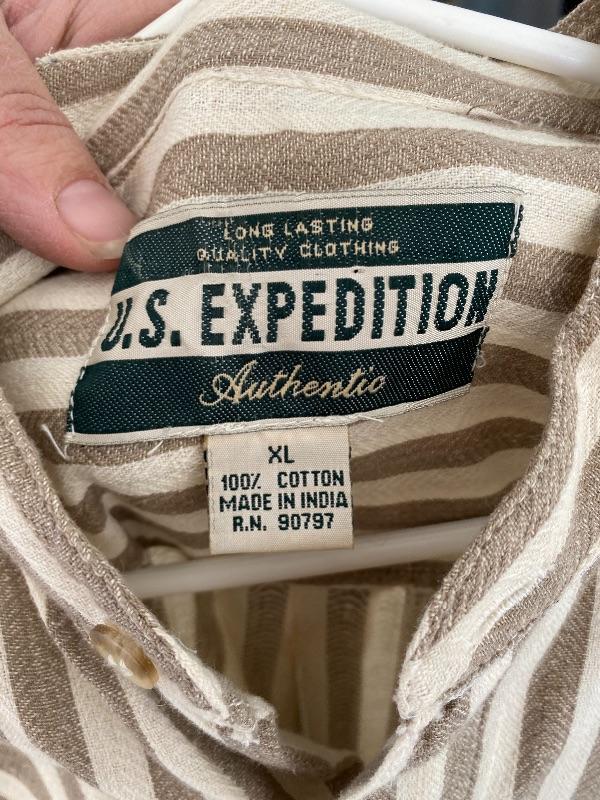 LONG LASTING
QUALITY CLOTHING
U.S. EXPEDITION
Authentic
XL
100% COTTON
MADE IN INDIA
R.N. 90797